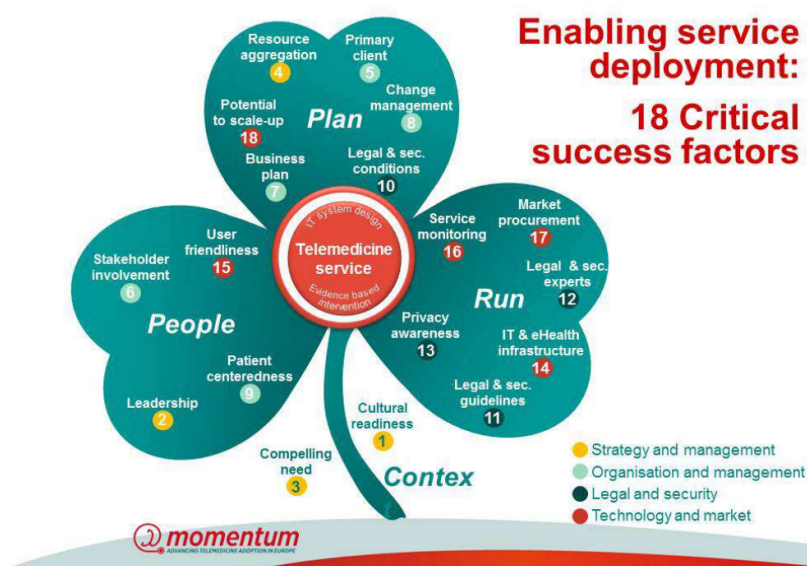 Enabling service
deployment:
18 Critical
success factors
Resource
aggregation
4
Primary
client
5
Change
management
8
Potential
to scale-up
18
Plan
Business
plan
7
Legal & sec.
conditions
10
IT system design
Telemedicine
service
Evidence based
intervention
User
friendliness
15
Stakeholder
involvement
6
People
Patient
centeredness
9
Leadership
2
Service
monitoring
16
Market
procurement
17
Legal & sec.
experts
12
Run
Privacy
awareness
13
IT & eHealth
infrastructure
14
Legal & sec.
guidelines
11
Cultural
readiness
1
Compelling
need
3
Contex
Strategy and management
Organisation and management
Legal and security
Technology and market
momentum
ADVANCING TELEMEDICINE ADOPTION IN EUROPE